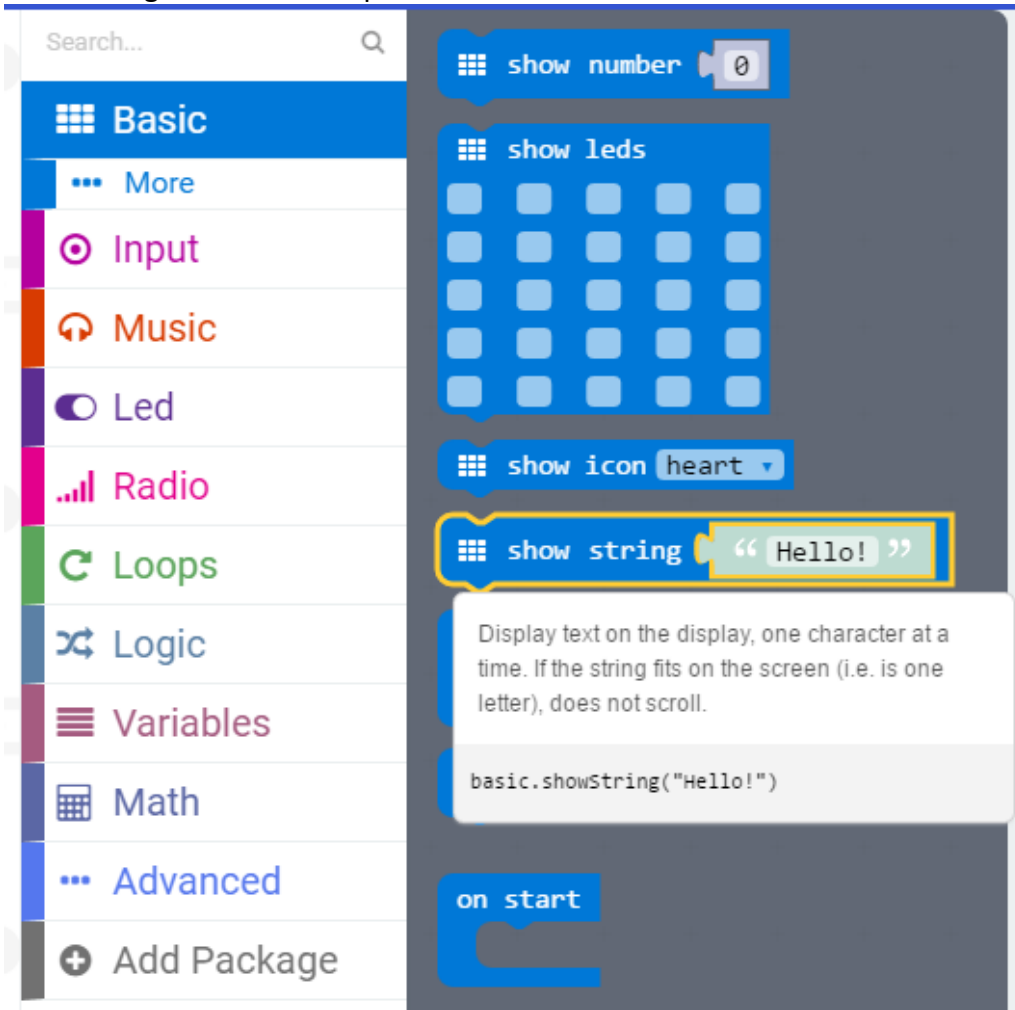 Search...
Basic
More
Input
Music
Led
Radio
Loops
Logic
Variables
Math
Advanced
Add Package
show number 0
show leds
show icon heart
show string “ Hello! ”
Display text on the display, one character at a
time. If the string fits on the screen (i.e. is one
letter), does not scroll.
basic.showString("Hello!")
on start